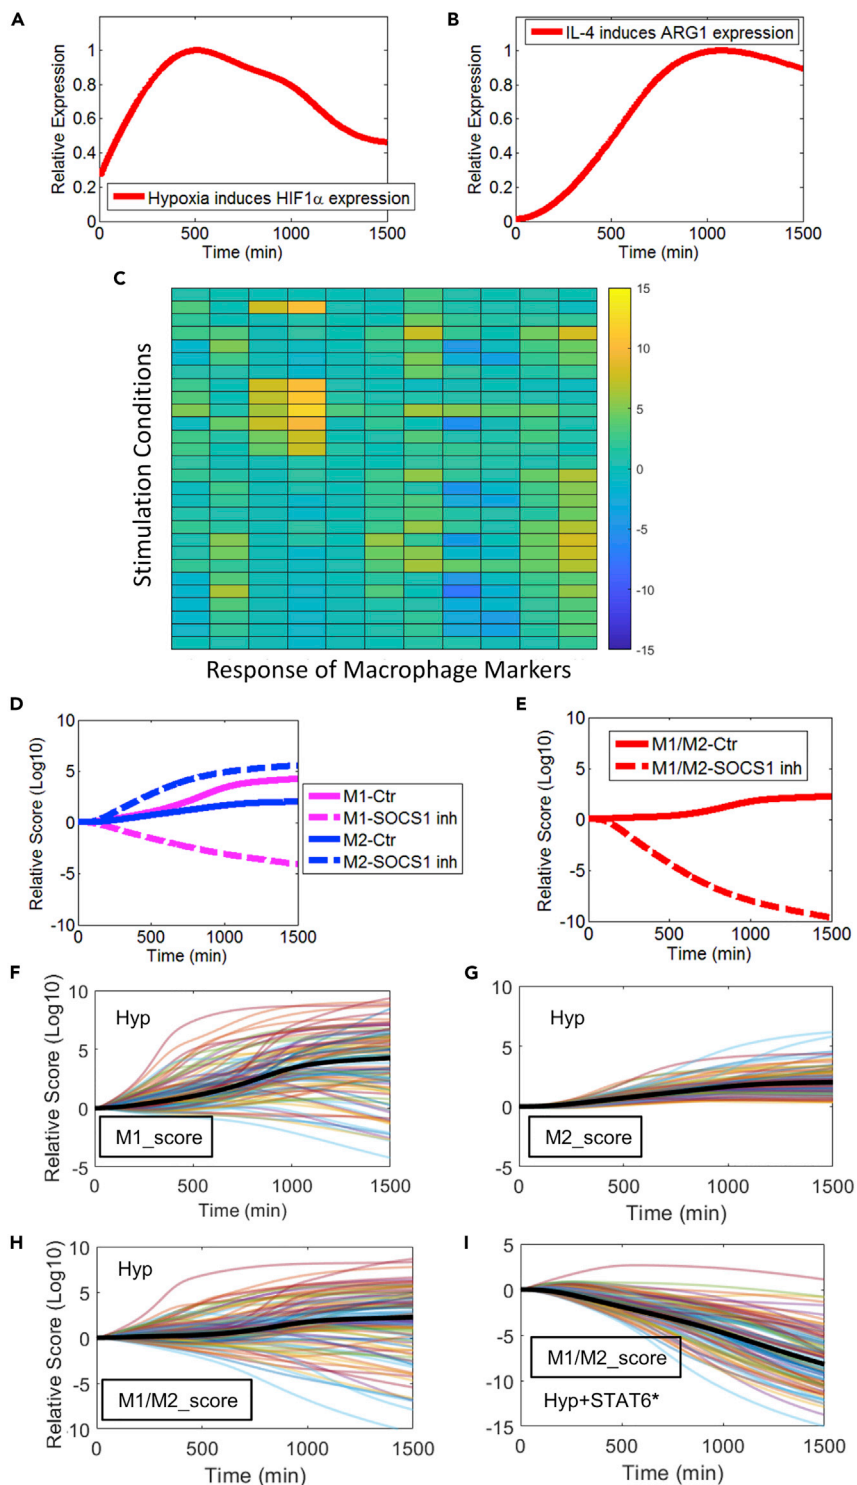 A
Relative Expression
1
0.8
0.6
0.4
0.2
0
Hypoxia induces HIF1α expression
0 500 1000 1500
Time (min)
B
Relative Expression
1
0.8
0.6
0.4
0.2
0
IL-4 induces ARG1 expression
0 500 1000 1500
Time (min)
C
Stimulation Conditions
Response of Macrophage Markers
15
10
5
0
-5
-10
-15
D
Relative Score (Log10)
10
5
0
-5
-10
0 500 1000 1500
Time (min)
M1-Ctr
M1-SOCS1 inh
M2-Ctr
M2-SOCS1 inh
E
Relative Score (Log10)
10
5
0
-5
-10
M1/M2-Ctr
M1/M2-SOCS1 inh
0 500 1000 1500
Time (min)
F
Relative Score (Log10)
10
5
0
-5
Hyp
M1_score
0 500 1000 1500
Time (min)
G
10
5
0
-5
Hyp
M2_score
0 500 1000 1500
Time (min)
H
Relative Score (Log10)
10
5
0
-5
10
Hyp
M1/M2_score
0 500 1000 1500
Time (min)
I
5
0
-5
-10
-15
M1/M2_score
Hyp+STAT6*
0 500 1000 1500
Time (min)